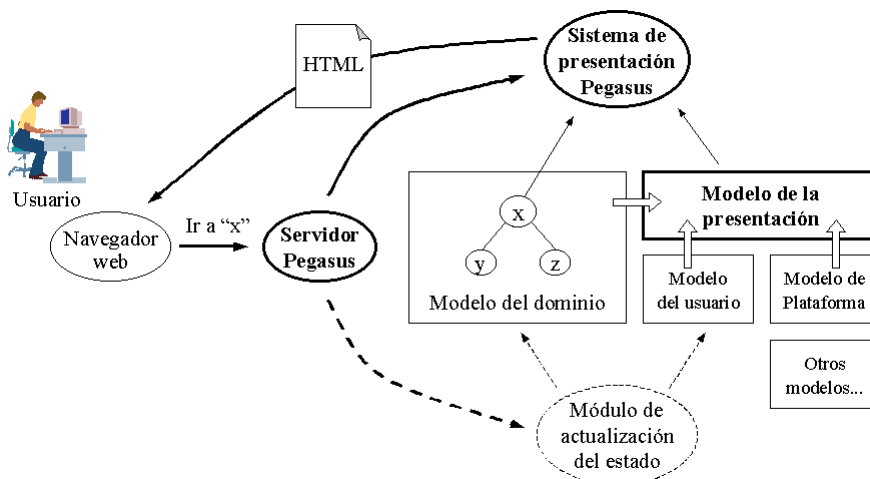 Sistema de
presentación
Pegasus
HTML
Usuario
Ir a “x”
Navegador
web
Servidor
Pegasus
x
y
z
Modelo del dominio
Modelo de la
presentación
Modelo
del usuario
Modelo de
Plataforma
Otros
modelos...
Módulo de
actualización
del estado